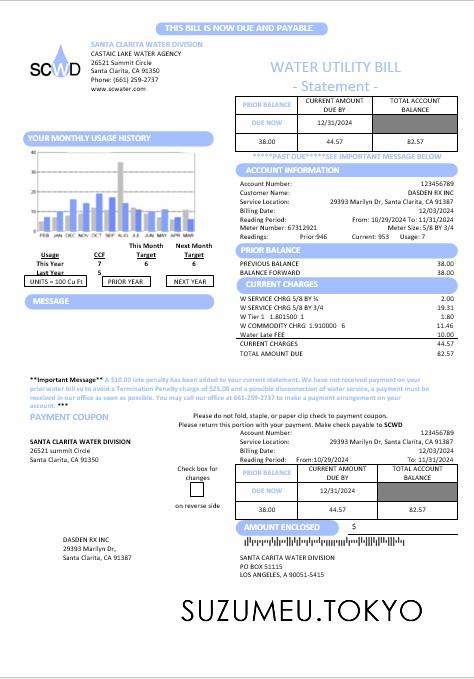 THIS BILL IS NOW DUE AND PAYABLE
SCWD
SANTA CLARITA WATER DIVISION
CASTAIC LAKE WATER AGENCY
26521 Summit Circle
Santa Clarita, CA 91350
Phone: (661) 259-2737
www.scwater.com
WATER UTILITY BILL
- Statement -
PRIOR BALANCE CURRENT AMOUNT DUE BY TOTAL ACCOUNT BALANCE
DUE NOW 12/31/2024
38.00 44.57 82.57
*****PAST DUE*****SEE IMPORTANT MESSAGE BELOW
YOUR MONTHLY USAGE HISTORY
40
30
20
10
0
FEB JAN DEC NOV OCT SEP AUG JUL JUN MAY APR MAR
This Month Next Month
Usage CCF Target Target
This Year 7 6 6
Last Year 5
UNITS = 100 Cu Ft PRIOR YEAR NEXT YEAR
MESSAGE
ACCOUNT INFORMATION
Account Number: 123456789
Customer Name: DASDEN RX INC
Service Location: 29393 Marilyn Dr, Santa Clarita, CA 91387
Billing Date: 12/03/2024
Reading Period: From: 10/29/2024 To: 11/31/2024
Meter Number: 67312921 Meter Size: 5/8 BY 3/4
Readings: Prior:946 Current: 953 Usage: 7
PRIOR BALANCE
PREVIOUS BALANCE 38.00
BALANCE FORWARD 38.00
CURRENT CHARGES
W SERVICE CHRG 5/8 BY ¾ 2.00
W SERVICE CHRG 5/8 BY 3/4 19.31
W Tier 1 1.801500 1 1.80
W COMMODITY CHRG 1.910000 6 11.46
Water Late FEE 10.00
CURRENT CHARGES 44.57
TOTAL AMOUNT DUE 82.57
**Important Message** A $10.00 late penalty has been added to your current statement. We have not received payment on your
prior water bill so to avoid a Termination Penalty charge of $25.00 and a possible disconnection of water service, a payment must be
received in our office as soon as possible. You may call our office at 661-259-2737 to make a payment arrangement on your
account. ***
PAYMENT COUPON
Please do not fold, staple, or paper clip check to payment coupons.
Please return this portion with your payment. Make check payable to SCWD
SANTA CLARITA WATER DIVISION
26521 summit Circle
Santa Clarita, CA 91350
Account Number: 123456789
Service Location: 29393 Marilyn Dr, Santa Clarita, CA 91387
Billing Date: 12/03/2024
Reading Period: From:10/29/2024 To: 11/31/2024
Check box for
changes
on reverse side
PRIOR BALANCE CURRENT AMOUNT DUE BY TOTAL ACCOUNT BALANCE
DUE NOW 12/31/2024
38.00 44.57 82.57
AMOUNT ENCLOSED $
DASDEN RX INC
29393 Marilyn Dr,
Santa Clarita, CA 91387
SANTA CARITA WATER DIVISION
PO BOX 51115
LOS ANGELES, A 90051-5415
SUZUMEU.TOKYO